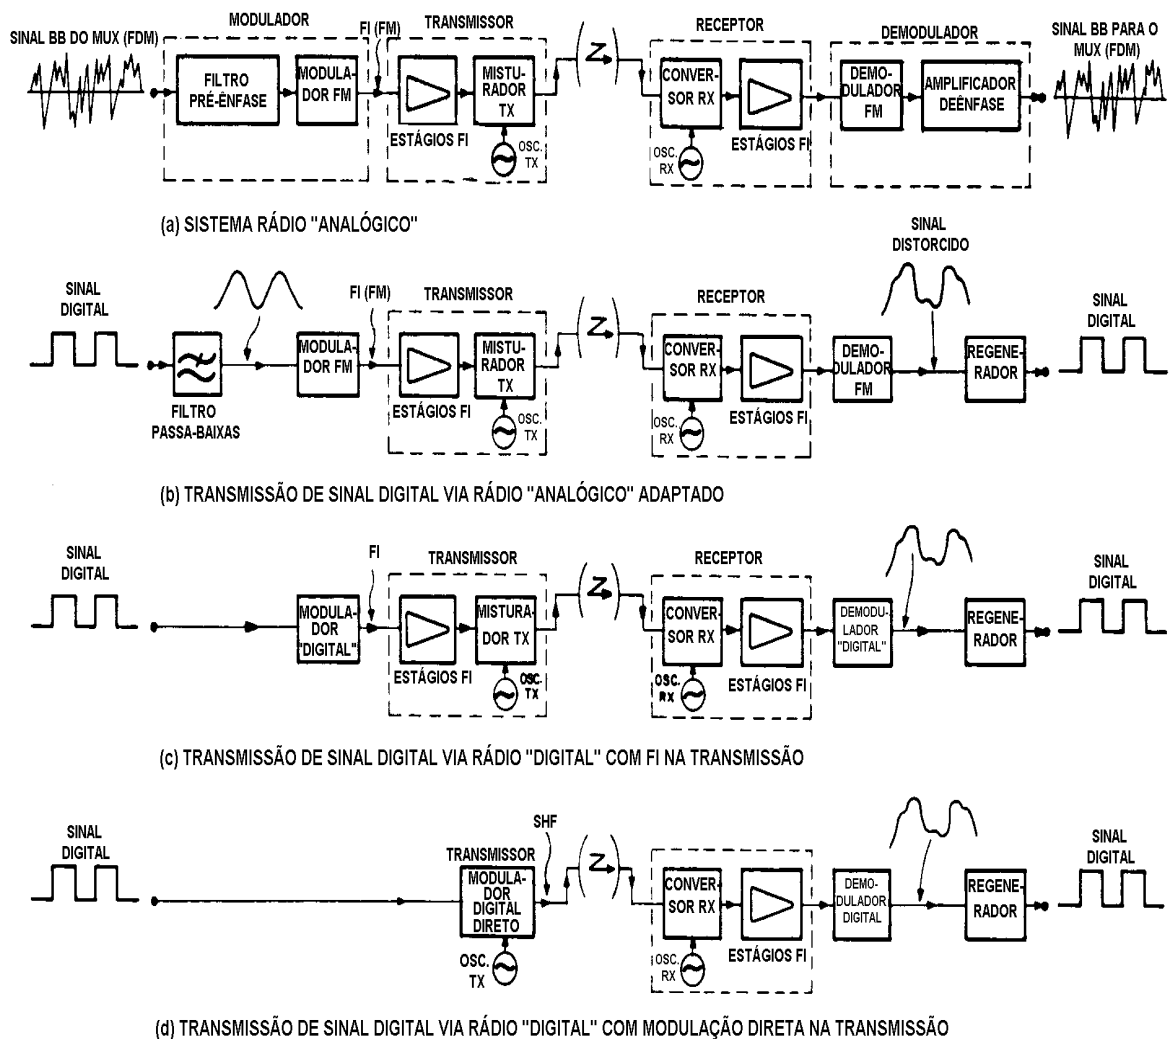 SINAL BB DO MUX (FDM)
MODULADOR
FI (FM)
TRANSMISSOR
RECEPTOR
DEMODULADOR
SINAL BB PARA O
MUX (FDM)
FILTRO
PRÉ-ÊNFASE
MODULA-
DOR FM
ESTÁGIOS FI
MISTU-
RADOR
TX
OSC.
TX
Z
CONVER-
SOR RX
OSC.
RX
ESTÁGIOS FI
DEMO-
DULADOR
FM
AMPLIFICADOR
DEÊNFASE
(a) SISTEMA RÁDIO "ANALÓGICO"
SINAL
DIGITAL
FILTRO
PASSA-BAIXAS
MODULA-
DOR FM
FI (FM)
TRANSMISSOR
ESTÁGIOS FI
MISTU-
RADOR
TX
OSC.
TX
Z
RECEPTOR
CONVER-
SOR RX
OSC.
RX
ESTÁGIOS FI
DEMO-
DULADOR
FM
SINAL
DISTORCIDO
REGENE-
RADOR
SINAL
DIGITAL
(b) TRANSMISSÃO DE SINAL DIGITAL VIA RÁDIO "ANALÓGICO" ADAPTADO
SINAL
DIGITAL
MODULA-
DOR
"DIGITAL"
FI
TRANSMISSOR
ESTÁGIOS FI
MISTURA-
DOR TX
OSC.
TX
Z
RECEPTOR
CONVER-
SOR RX
OSC.
RX
ESTÁGIOS FI
DEMODU-
LADOR
"DIGITAL"
REGENE-
RADOR
SINAL
DIGITAL
(c) TRANSMISSÃO DE SINAL DIGITAL VIA RÁDIO "DIGITAL" COM FI NA TRANSMISSÃO
SINAL
DIGITAL
TRANSMISSOR
MODULA-
DOR
DIGITAL
DIRETO
OSC.
TX
SHF
Z
CONVER-
SOR RX
OSC.
RX
ESTÁGIOS FI
DEMO-
DULADOR
DIGITAL
REGENE-
RADOR
SINAL
DIGITAL
(d) TRANSMISSÃO DE SINAL DIGITAL VIA RÁDIO "DIGITAL" COM MODULAÇÃO DIRETA NA TRANSMISSÃO